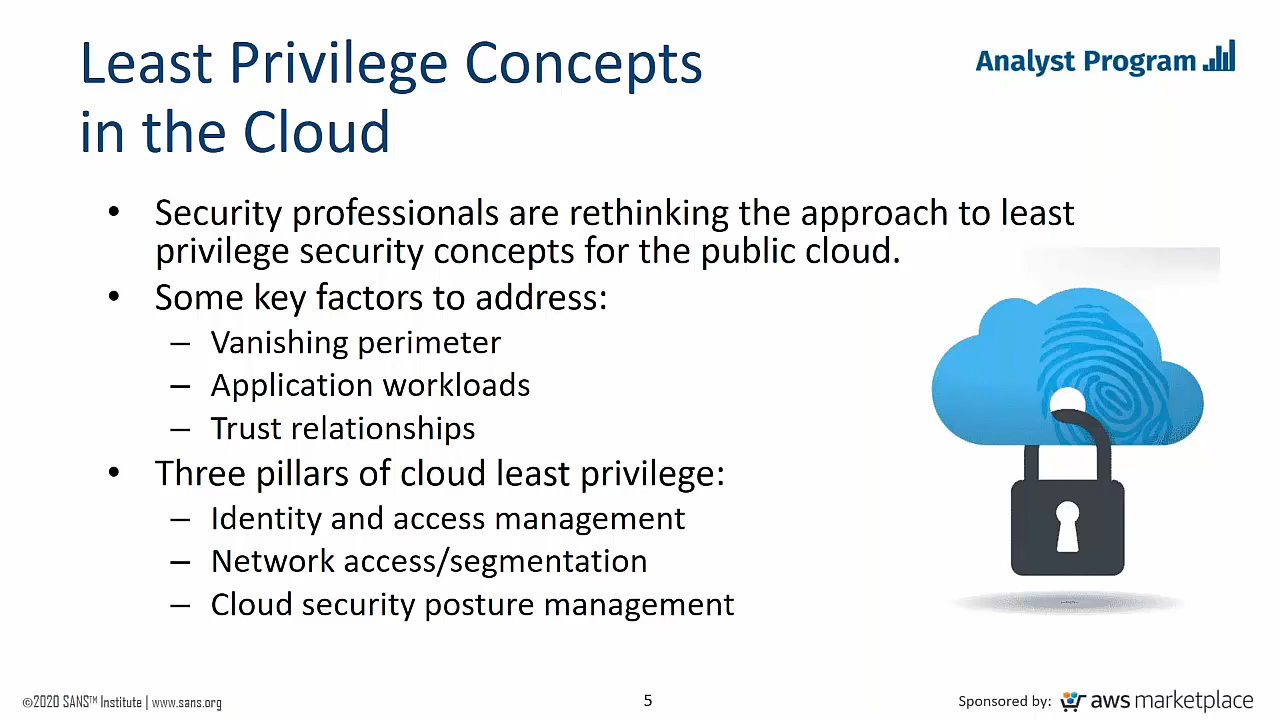 Least Privilege Concepts
in the Cloud
Analyst Program
• Security professionals are rethinking the approach to least
privilege security concepts for the public cloud.
• Some key factors to address:
– Vanishing perimeter
– Application workloads
– Trust relationships
• Three pillars of cloud least privilege:
– Identity and access management
– Network access/segmentation
– Cloud security posture management
©2020 SANS™ Institute | www.sans.org
5
Sponsored by: aws marketplace